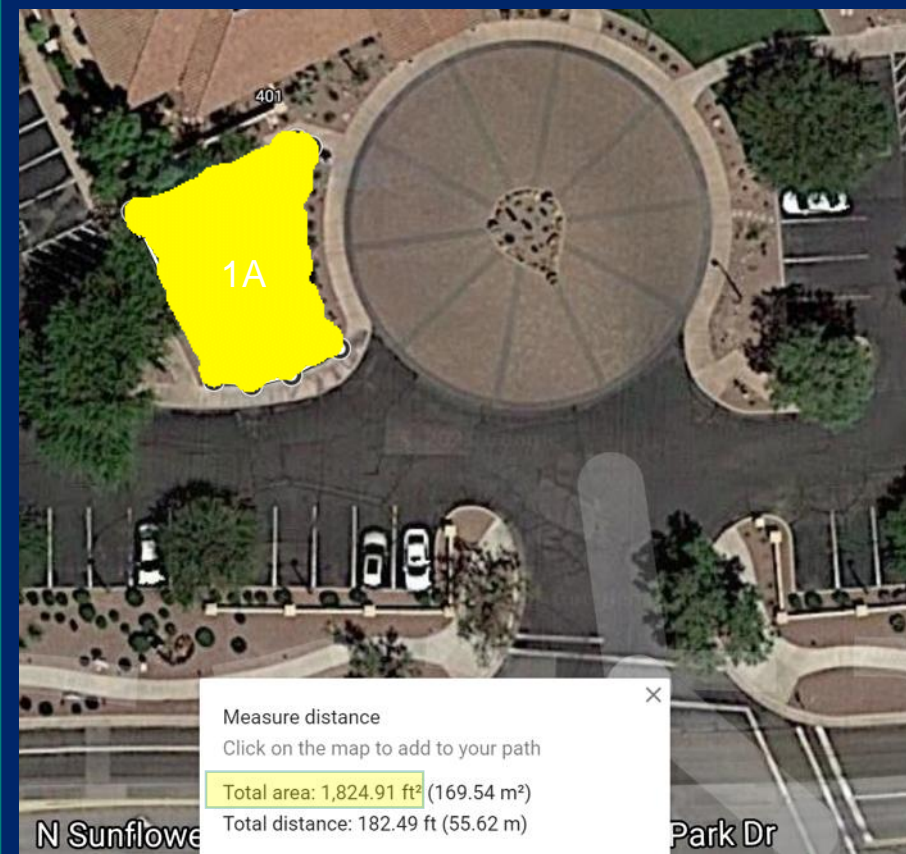 401
1A
Measure distance
Click on the map to add to your path
Total area: 1,824.91 ft² (169.54 m²)
Total distance: 182.49 ft (55.62 m)
N Sunflowe
Park Dr